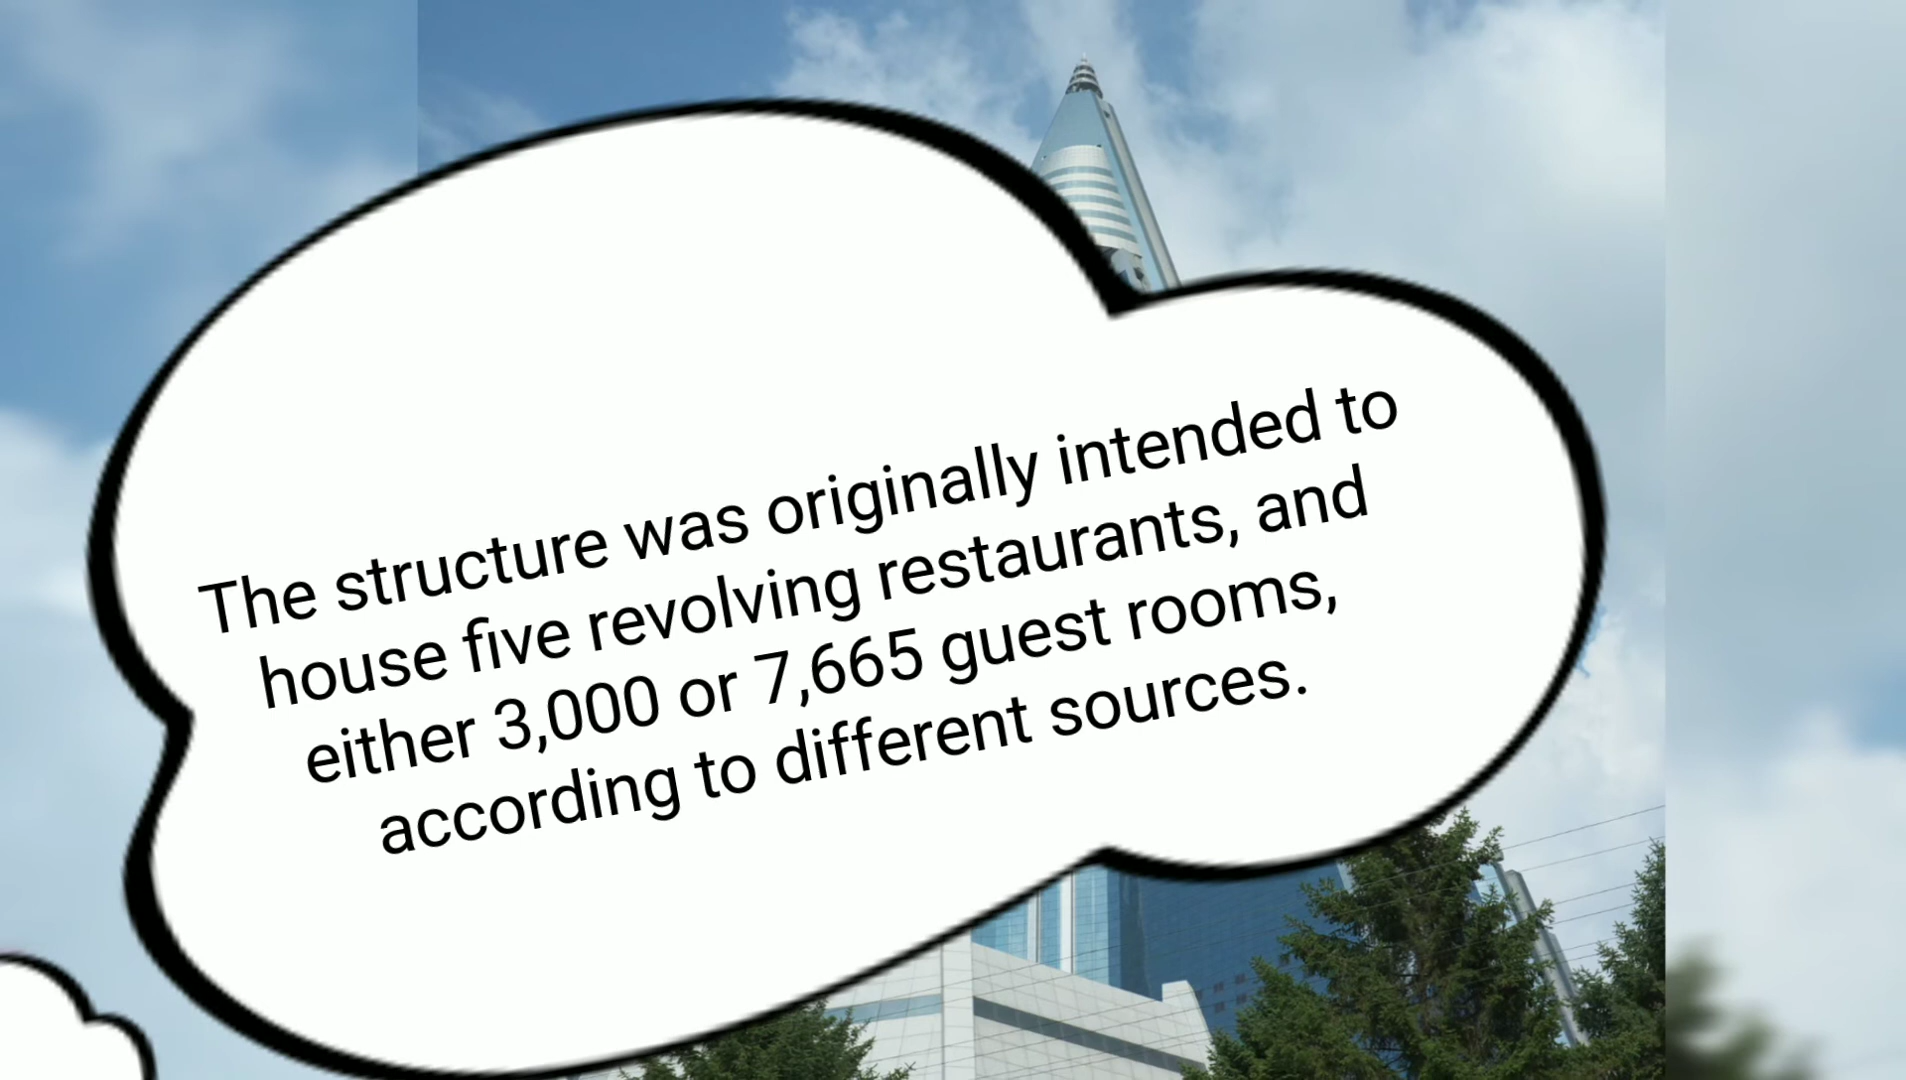 The structure was originally intended to
house five revolving restaurants, and
either 3,000 or 7,665 guest rooms,
according to different sources.